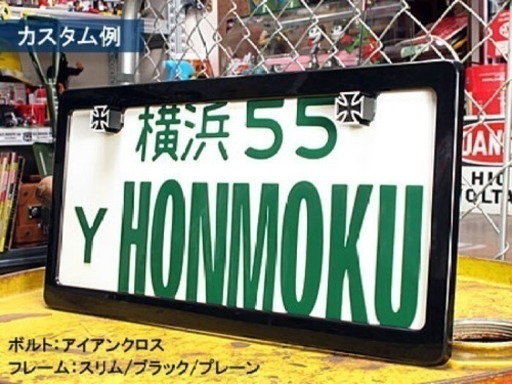 カスタム例
横浜 55
Y HONMOKU
ボルト：アイアンクロス
フレーム：スリム/ブラック/プレーン